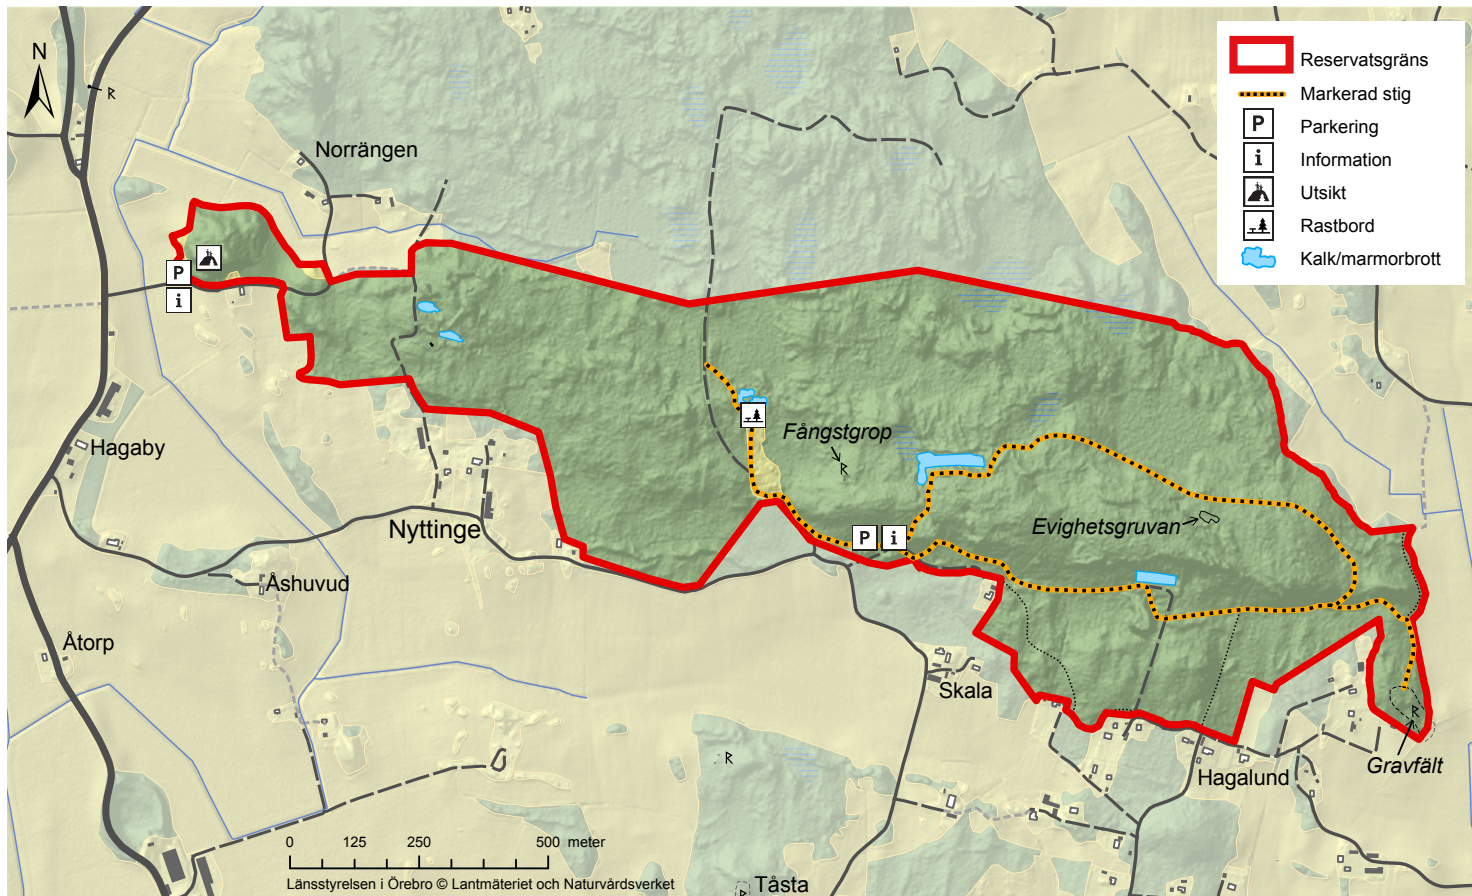 N
Norrängen
P
i
Hagaby
Nyttinge
Åshuvud
Åtorp
Fångstgrop
P
i
Evighetsgruvan
Skala
Hagalund
Gravfält
Tåsta
Reservatsgräns
Markerad stig
P Parkering
i Information
Utsikt
Rastbord
Kalk/marmorbrott
0 125 250 500 meter
Länsstyrelsen i Örebro © Lantmäteriet och Naturvårdsverket